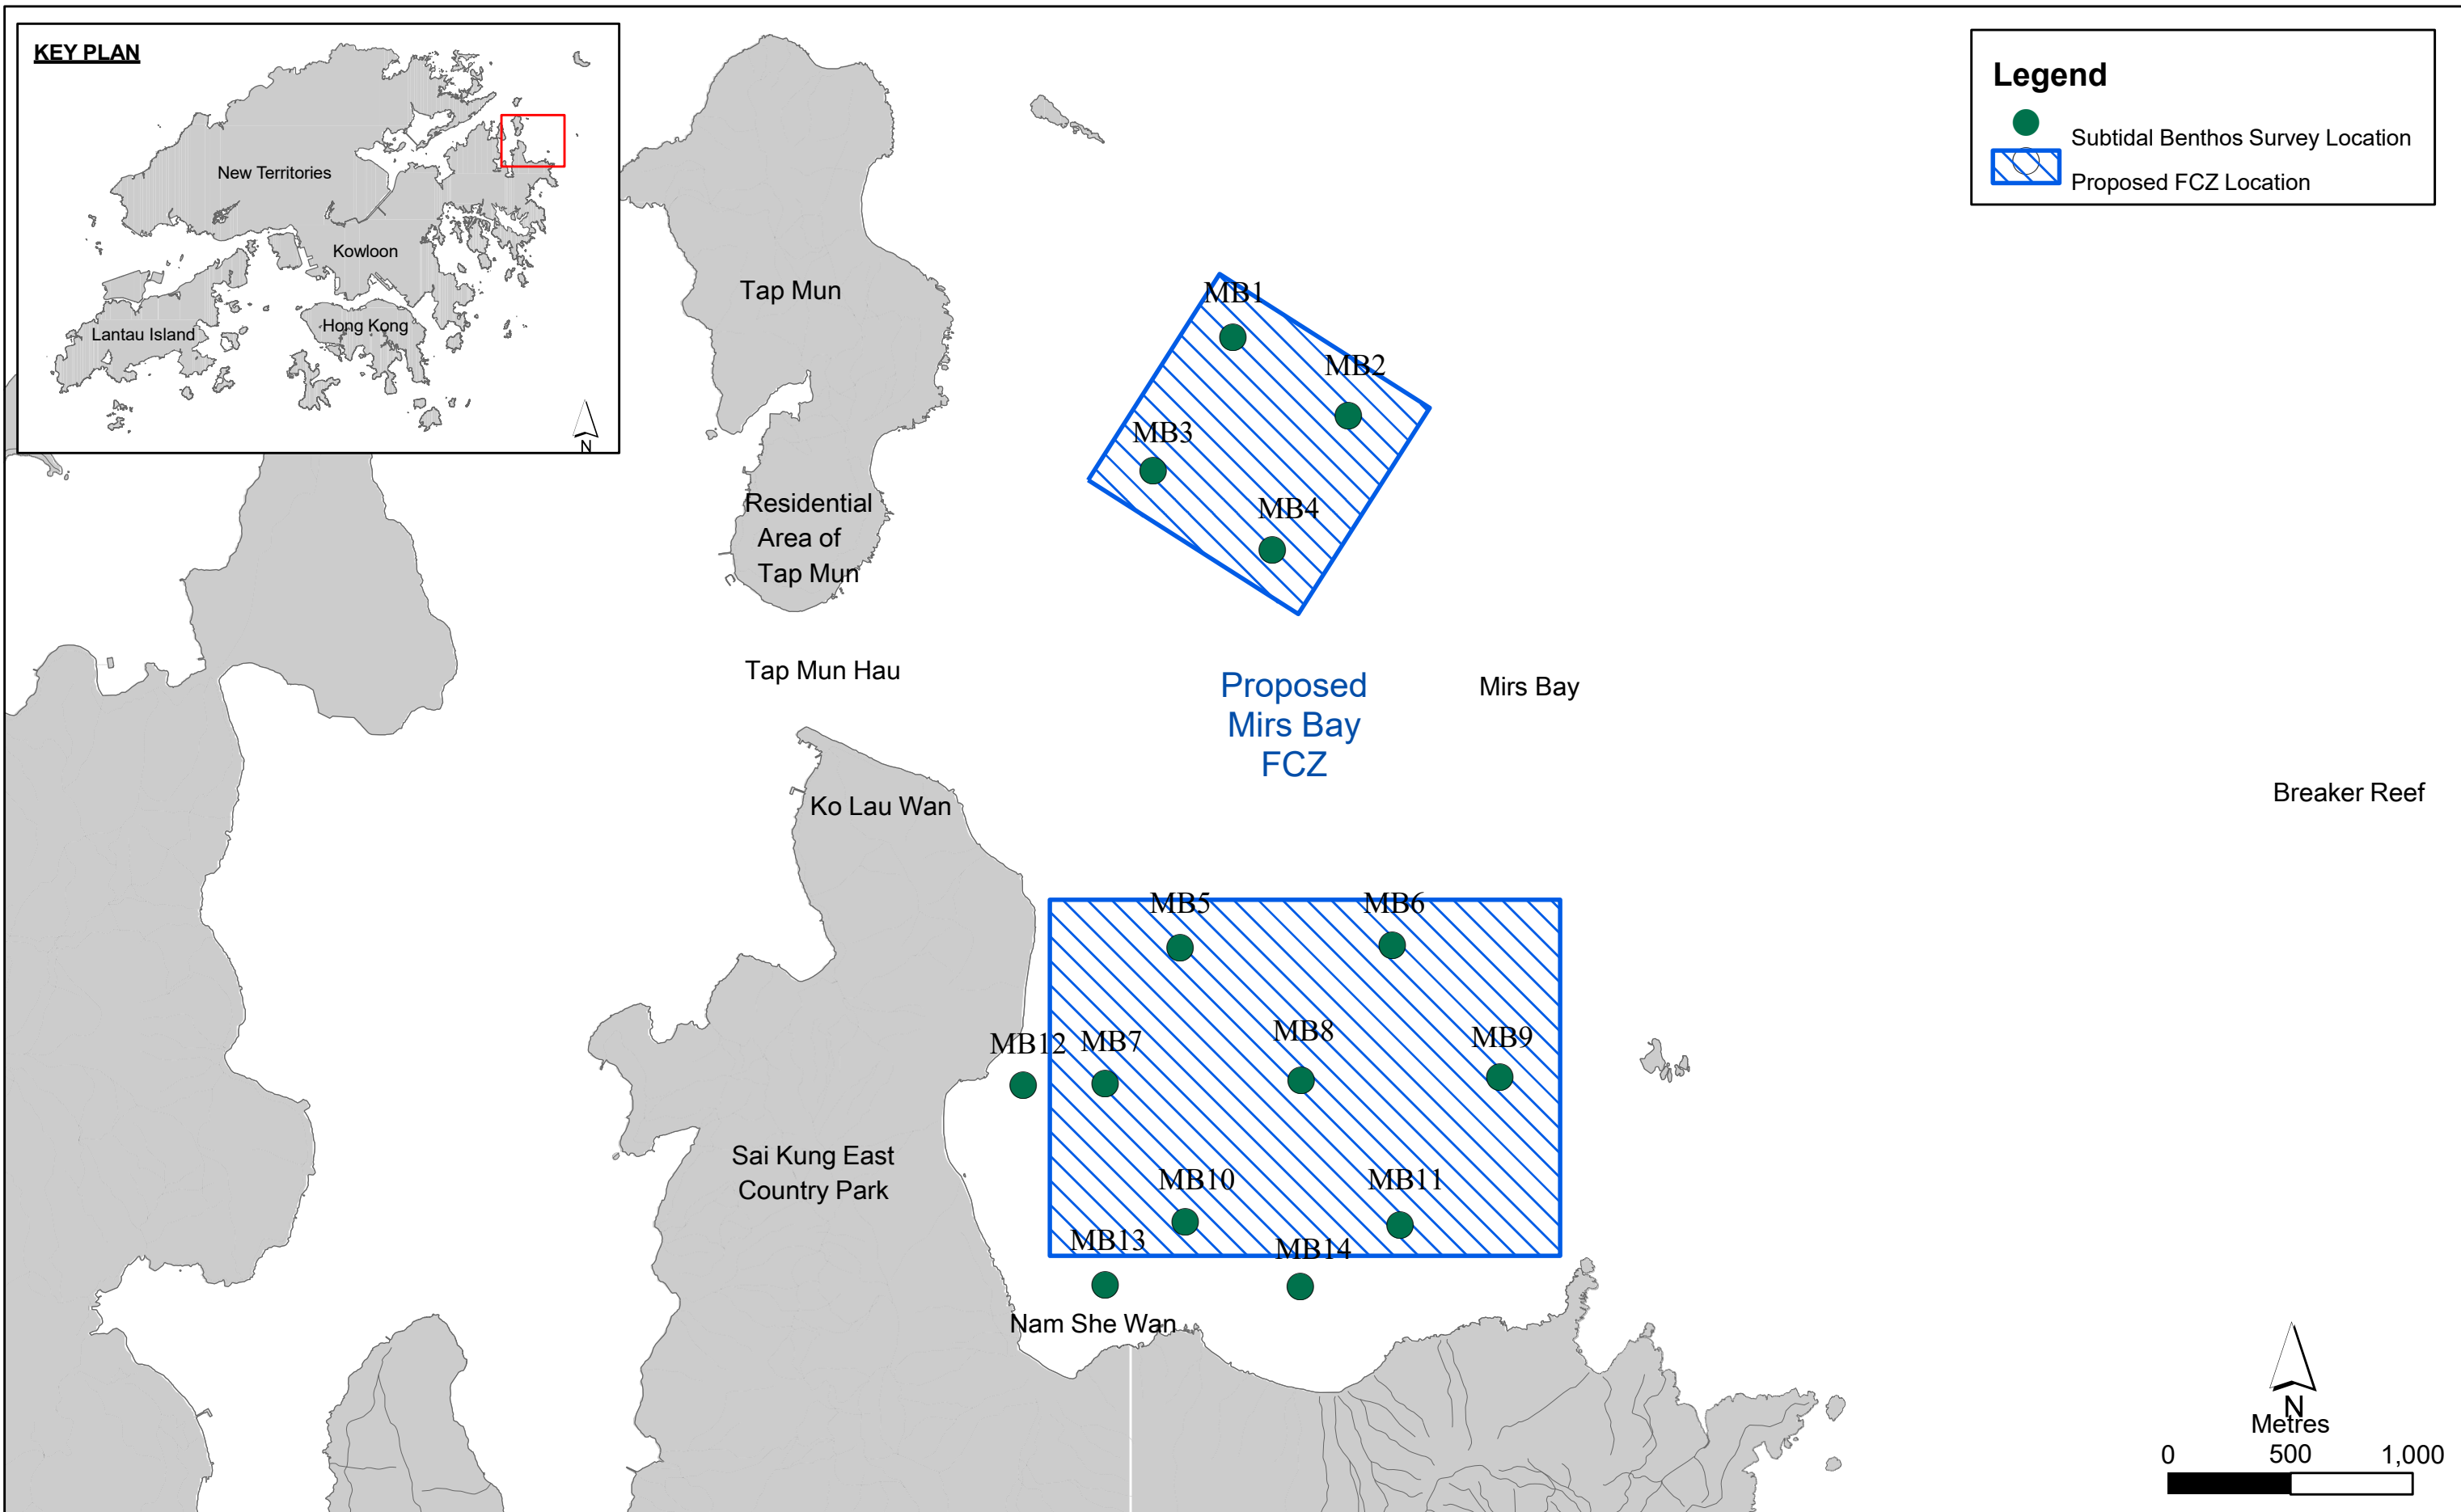 KEY PLAN
New Territories
Kowloon
Hong Kong
Lantau Island
N
Legend
Subtidal Benthos Survey Location
Proposed FCZ Location
Tap Mun
MB1
MB2
MB3
MB4
Residential
Area of
Tap Mun
Tap Mun Hau
Proposed
Mirs Bay
FCZ
Mirs Bay
Breaker Reef
Ko Lau Wan
MB5
MB6
MB12
MB7
MB8
MB9
Sai Kung East
Country Park
MB10
MB11
MB13
MB14
Nam She Wan
N
Metres
0 500 1,000